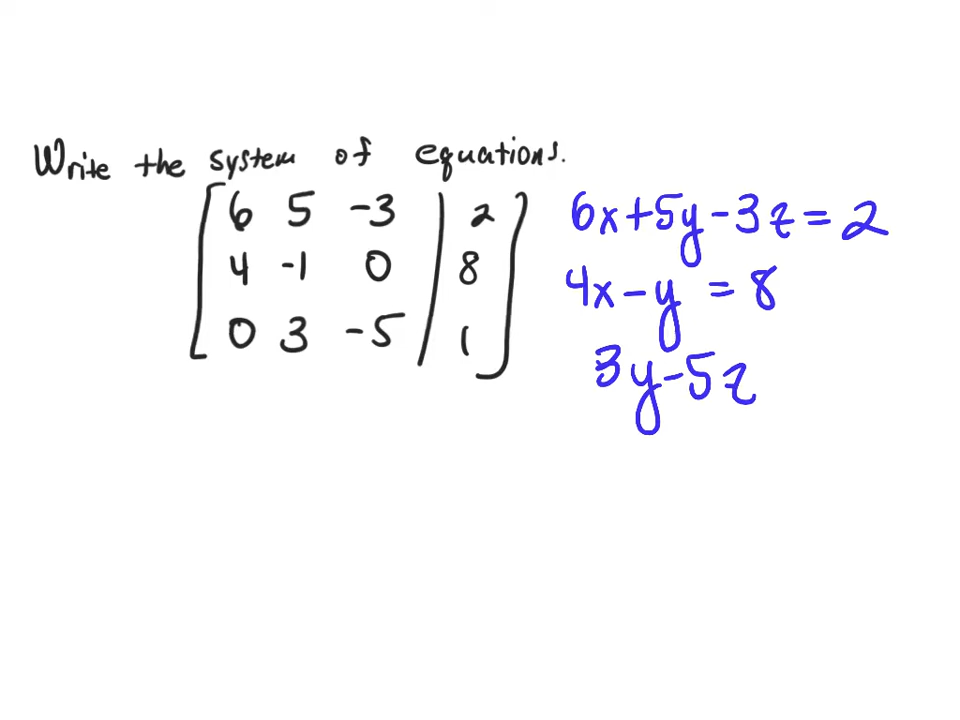 Write the system of equations.
6 5 -3 | 2 6x+5y-3z=2
4 -1 0 | 8 4x-y =8
0 3 -5 | 1 3y-5z